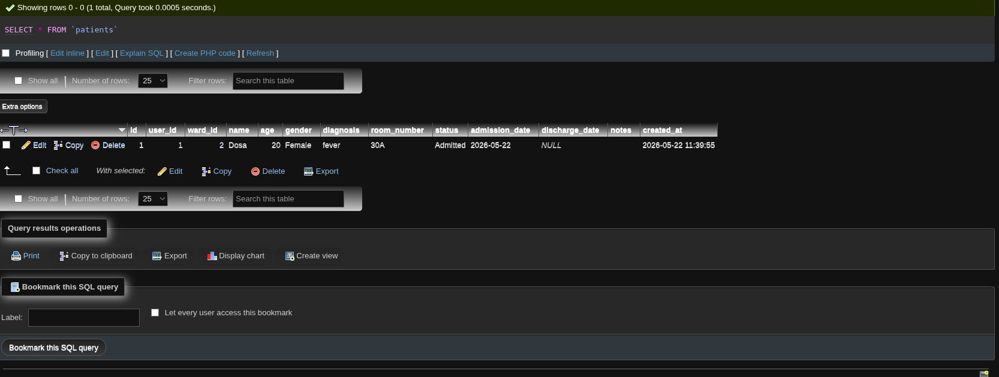 Showing rows 0 - 0 (1 total, Query took 0.0005 seconds.)
SELECT * FROM `patients`
Profiling [ Edit inline ] [ Edit ] [ Explain SQL ] [ Create PHP code ] [ Refresh ]
Show all Number of rows: 25 Filter rows: Search this table
Extra options
id user_id ward_id name age gender diagnosis room_number status admission_date discharge_date notes created_at
Edit Copy Delete 1 1 2 Dosa 20 Female fever 30A Admitted 2026-05-22 NULL 2026-05-22 11:39:55
Check all With selected: Edit Copy Delete Export
Show all Number of rows: 25 Filter rows: Search this table
Query results operations
Print Copy to clipboard Export Display chart Create view
Bookmark this SQL query
Label: Let every user access this bookmark
Bookmark this SQL query